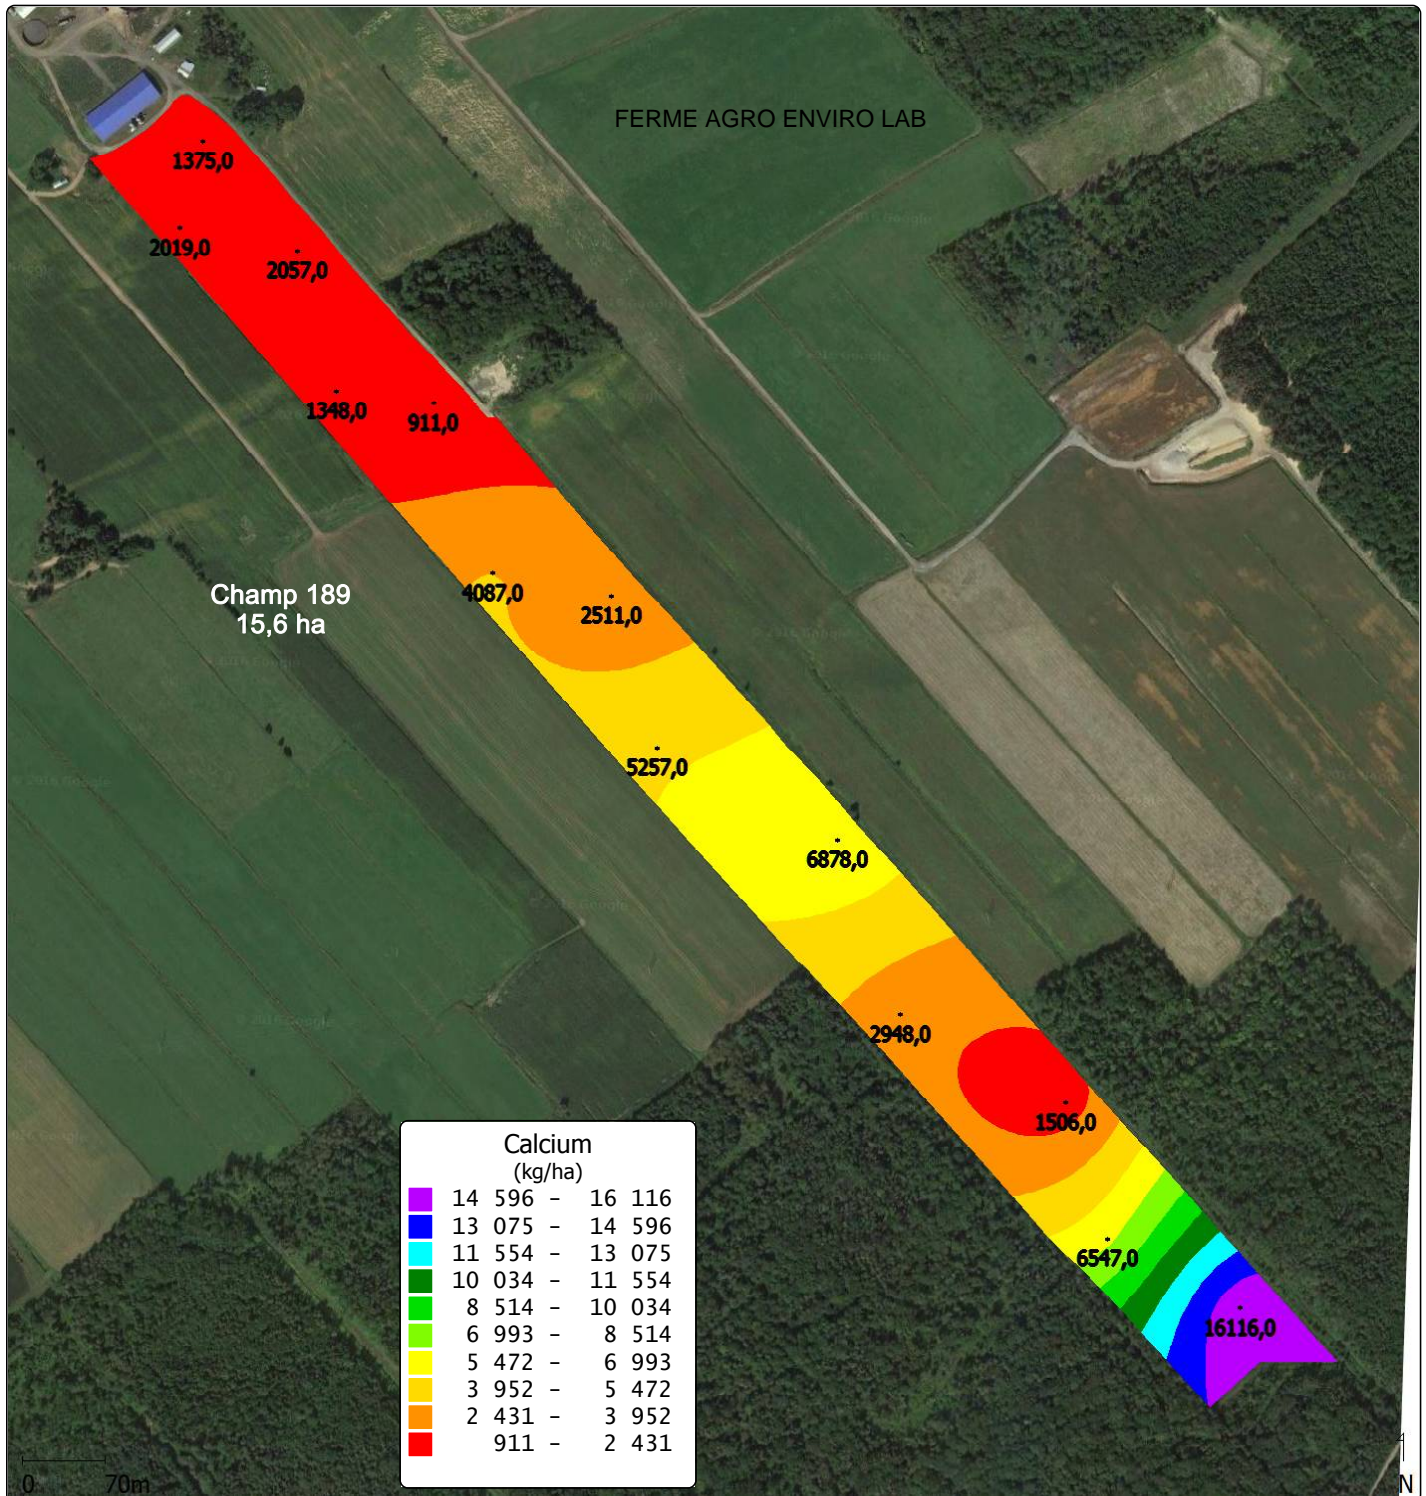 FERME AGRO ENVIRO LAB
1375,0
2019,0
2057,0
1348,0
911,0
Champ 189
15,6 ha
4087,0
2511,0
5257,0
6878,0
2948,0
1506,0
6547,0
16116,0
Calcium
(kg/ha)
14 596 - 16 116
13 075 - 14 596
11 554 - 13 075
10 034 - 11 554
8 514 - 10 034
6 993 - 8 514
5 472 - 6 993
3 952 - 5 472
2 431 - 3 952
911 - 2 431
0 70m
N